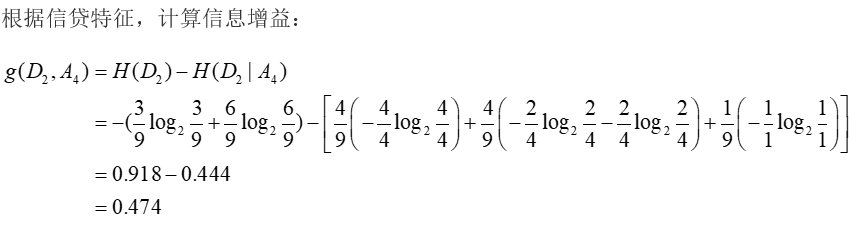 根据信贷特征，计算信息增益：
g(D₂, A₄) = H(D₂) − H(D₂ | A₄)
= −(3/9 log₂ 3/9 + 6/9 log₂ 6/9) − [4/9(−4/4 log₂ 4/4) + 4/9(−2/4 log₂ 2/4 − 2/4 log₂ 2/4) + 1/9(−1/1 log₂ 1/1)]
= 0.918 − 0.444
= 0.474